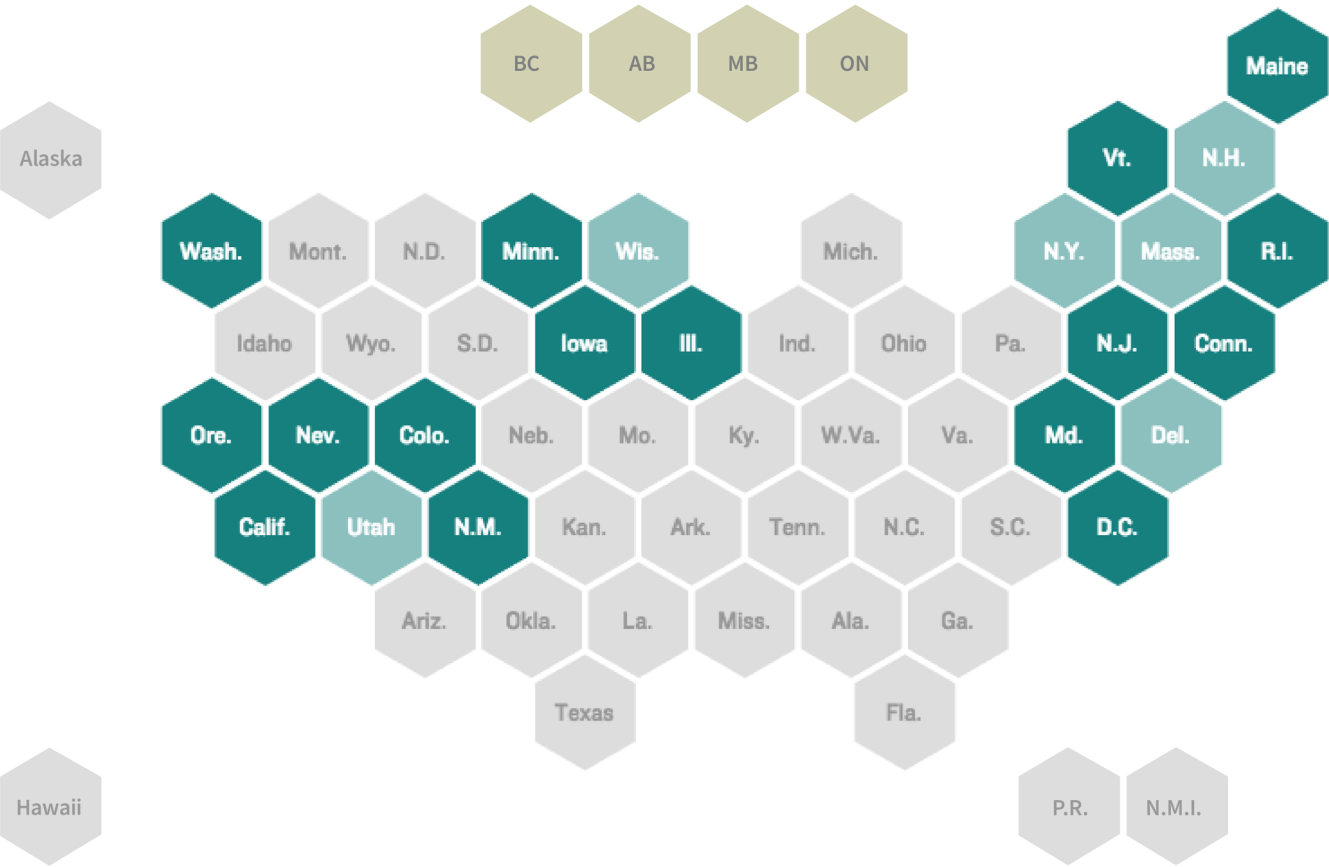 BC AB MB ON
Maine
Alaska
Vt. N.H.
Wash. Mont. N.D. Minn. Wis. Mich. N.Y. Mass. R.I.
Idaho Wyo. S.D. Iowa Ill. Ind. Ohio Pa. N.J. Conn.
Ore. Nev. Colo. Neb. Mo. Ky. W.Va. Va. Md. Del.
Calif. Utah N.M. Kan. Ark. Tenn. N.C. S.C. D.C.
Ariz. Okla. La. Miss. Ala. Ga.
Texas Fla.
Hawaii P.R. N.M.I.